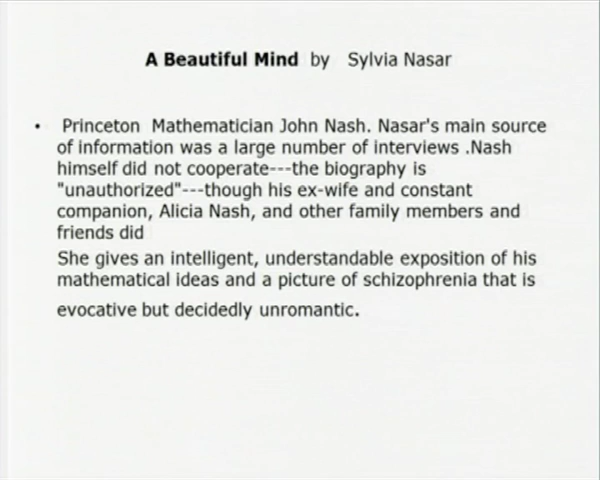 A Beautiful Mind by Sylvia Nasar
• Princeton Mathematician John Nash. Nasar's main source
of information was a large number of interviews .Nash
himself did not cooperate---the biography is
"unauthorized"---though his ex-wife and constant
companion, Alicia Nash, and other family members and
friends did
She gives an intelligent, understandable exposition of his
mathematical ideas and a picture of schizophrenia that is
evocative but decidedly unromantic.